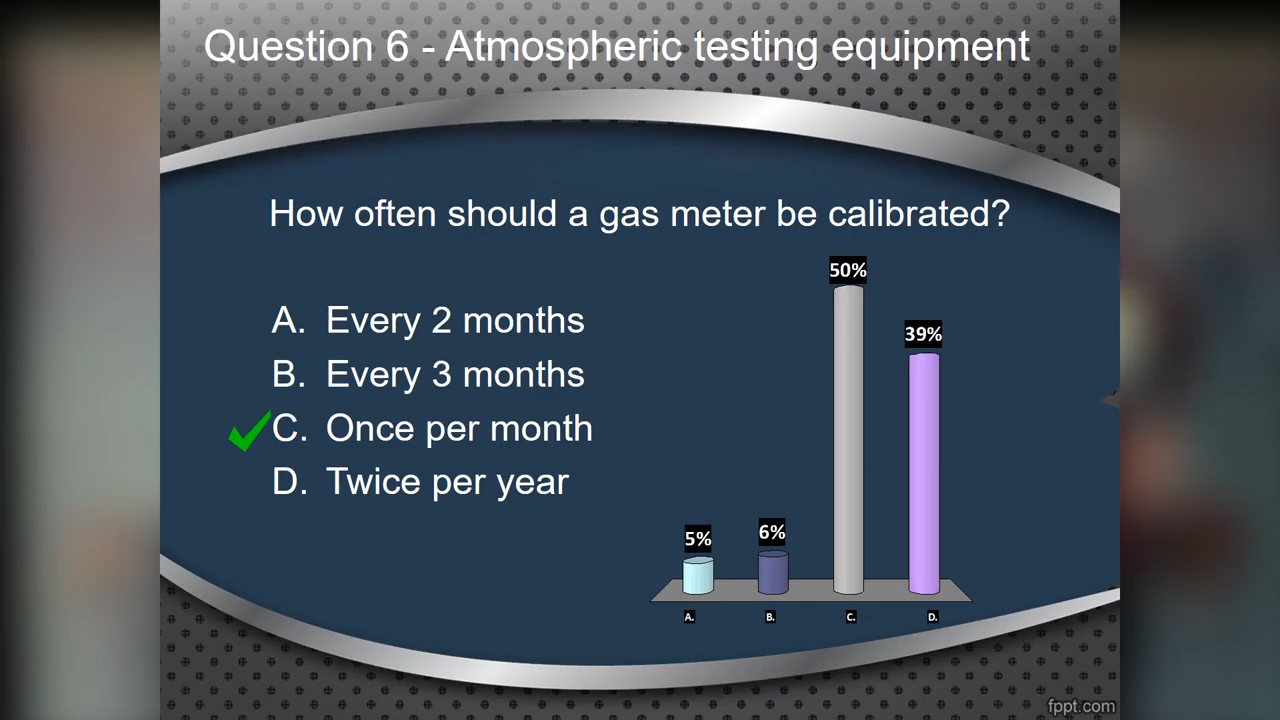 Question 6 - Atmospheric testing equipment
How often should a gas meter be calibrated?
A. Every 2 months
B. Every 3 months
C. Once per month
D. Twice per year
50%
39%
5%
6%
A.
B.
C.
D.
fppt.com